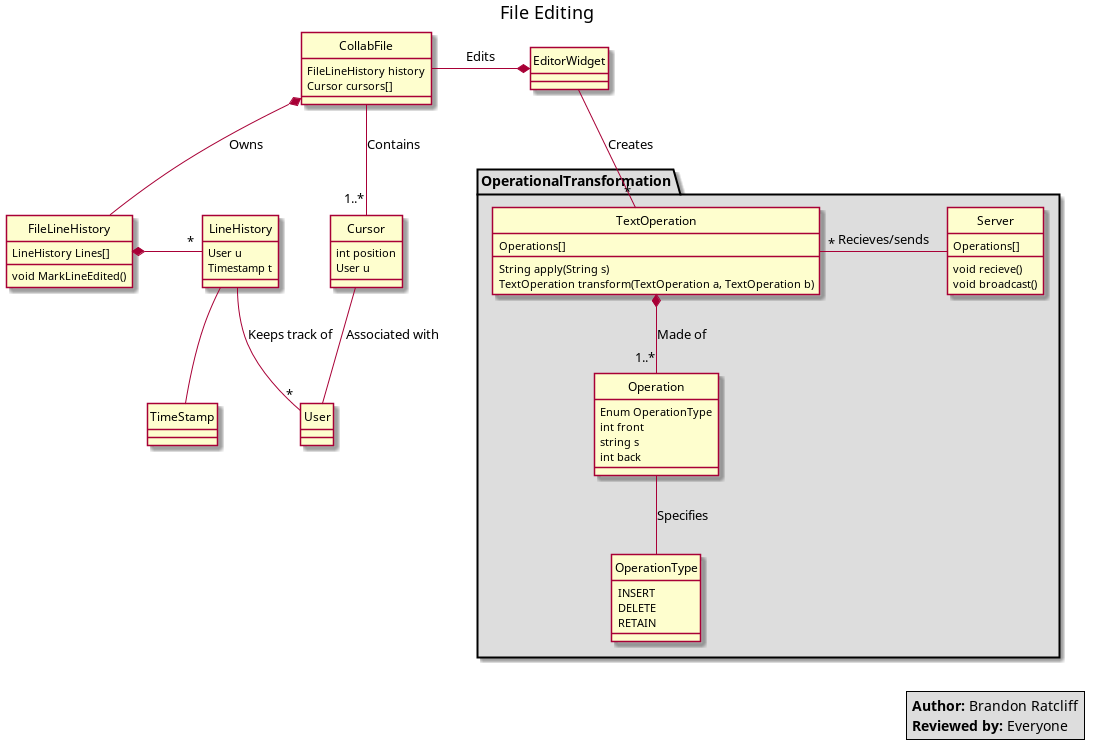 File Editing
CollabFile
FileLineHistory history
Cursor cursors[]
Edits
EditorWidget
Owns
Contains
Creates
1..*
*
OperationalTransformation
FileLineHistory
LineHistory Lines[]
void MarkLineEdited()
*
LineHistory
User u
Timestamp t
Cursor
int position
User u
TextOperation
Operations[]
String apply(String s)
TextOperation transform(TextOperation a, TextOperation b)
* Recieves/sends
Server
Operations[]
void recieve()
void broadcast()
Keeps track of
Associated with
Made of
*
1..*
TimeStamp
User
Operation
Enum OperationType
int front
string s
int back
Specifies
OperationType
INSERT
DELETE
RETAIN
Author: Brandon Ratcliff
Reviewed by: Everyone